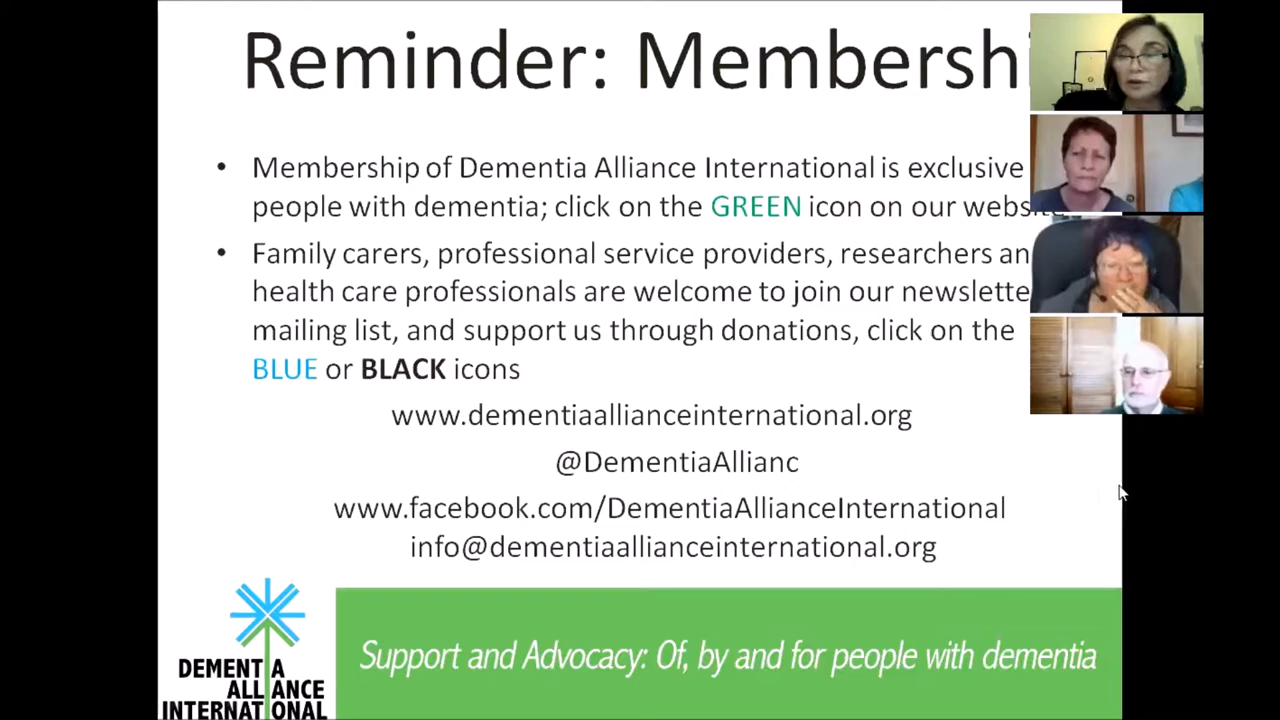 Reminder: Membershi
• Membership of Dementia Alliance International is exclusive
people with dementia; click on the GREEN icon on our website
• Family carers, professional service providers, researchers an
health care professionals are welcome to join our newslette
mailing list, and support us through donations, click on the
BLUE or BLACK icons
www.dementiaallianceinternational.org
@DementiaAllianc
www.facebook.com/DementiaAllianceInternational
info@dementiaallianceinternational.org
Support and Advocacy: Of, by and for people with dementia
DEMENTIA
ALLIANCE
INTERNATIONAL